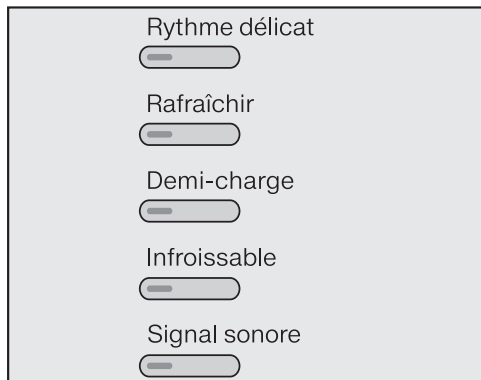 Rythme délicat
Rafraîchir
Demi-charge
Infroissable
Signal sonore